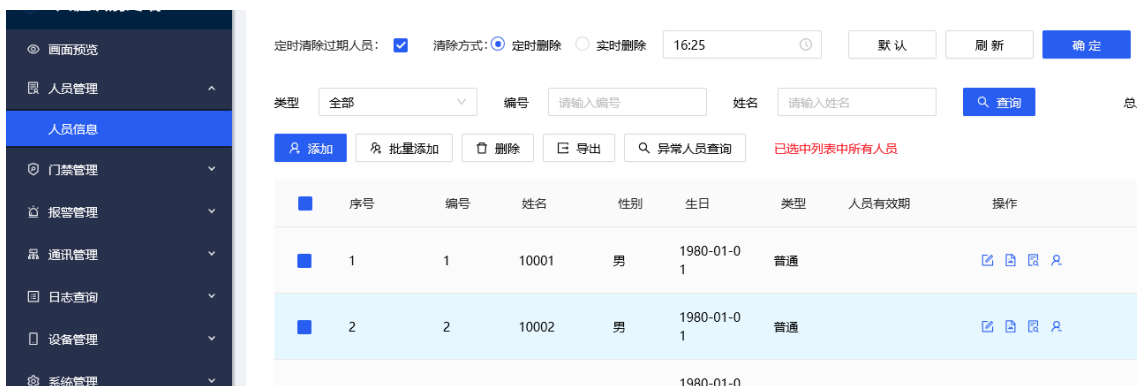 定时清除过期人员： 清除方式: 定时删除 实时删除 16:25 默认 刷新 确定
画面预览
人员管理
人员信息
门禁管理
报警管理
通讯管理
日志查询
设备管理
系统管理
类型 全部 编号 请输入编号 姓名 请输入姓名 查询 总
添加 批量添加 删除 导出 异常人员查询 已选中列表中所有人员
序号 编号 姓名 性别 生日 类型 人员有效期 操作
1 1 10001 男 1980-01-01 普通
2 2 10002 男 1980-01-01 普通
1980-01-0